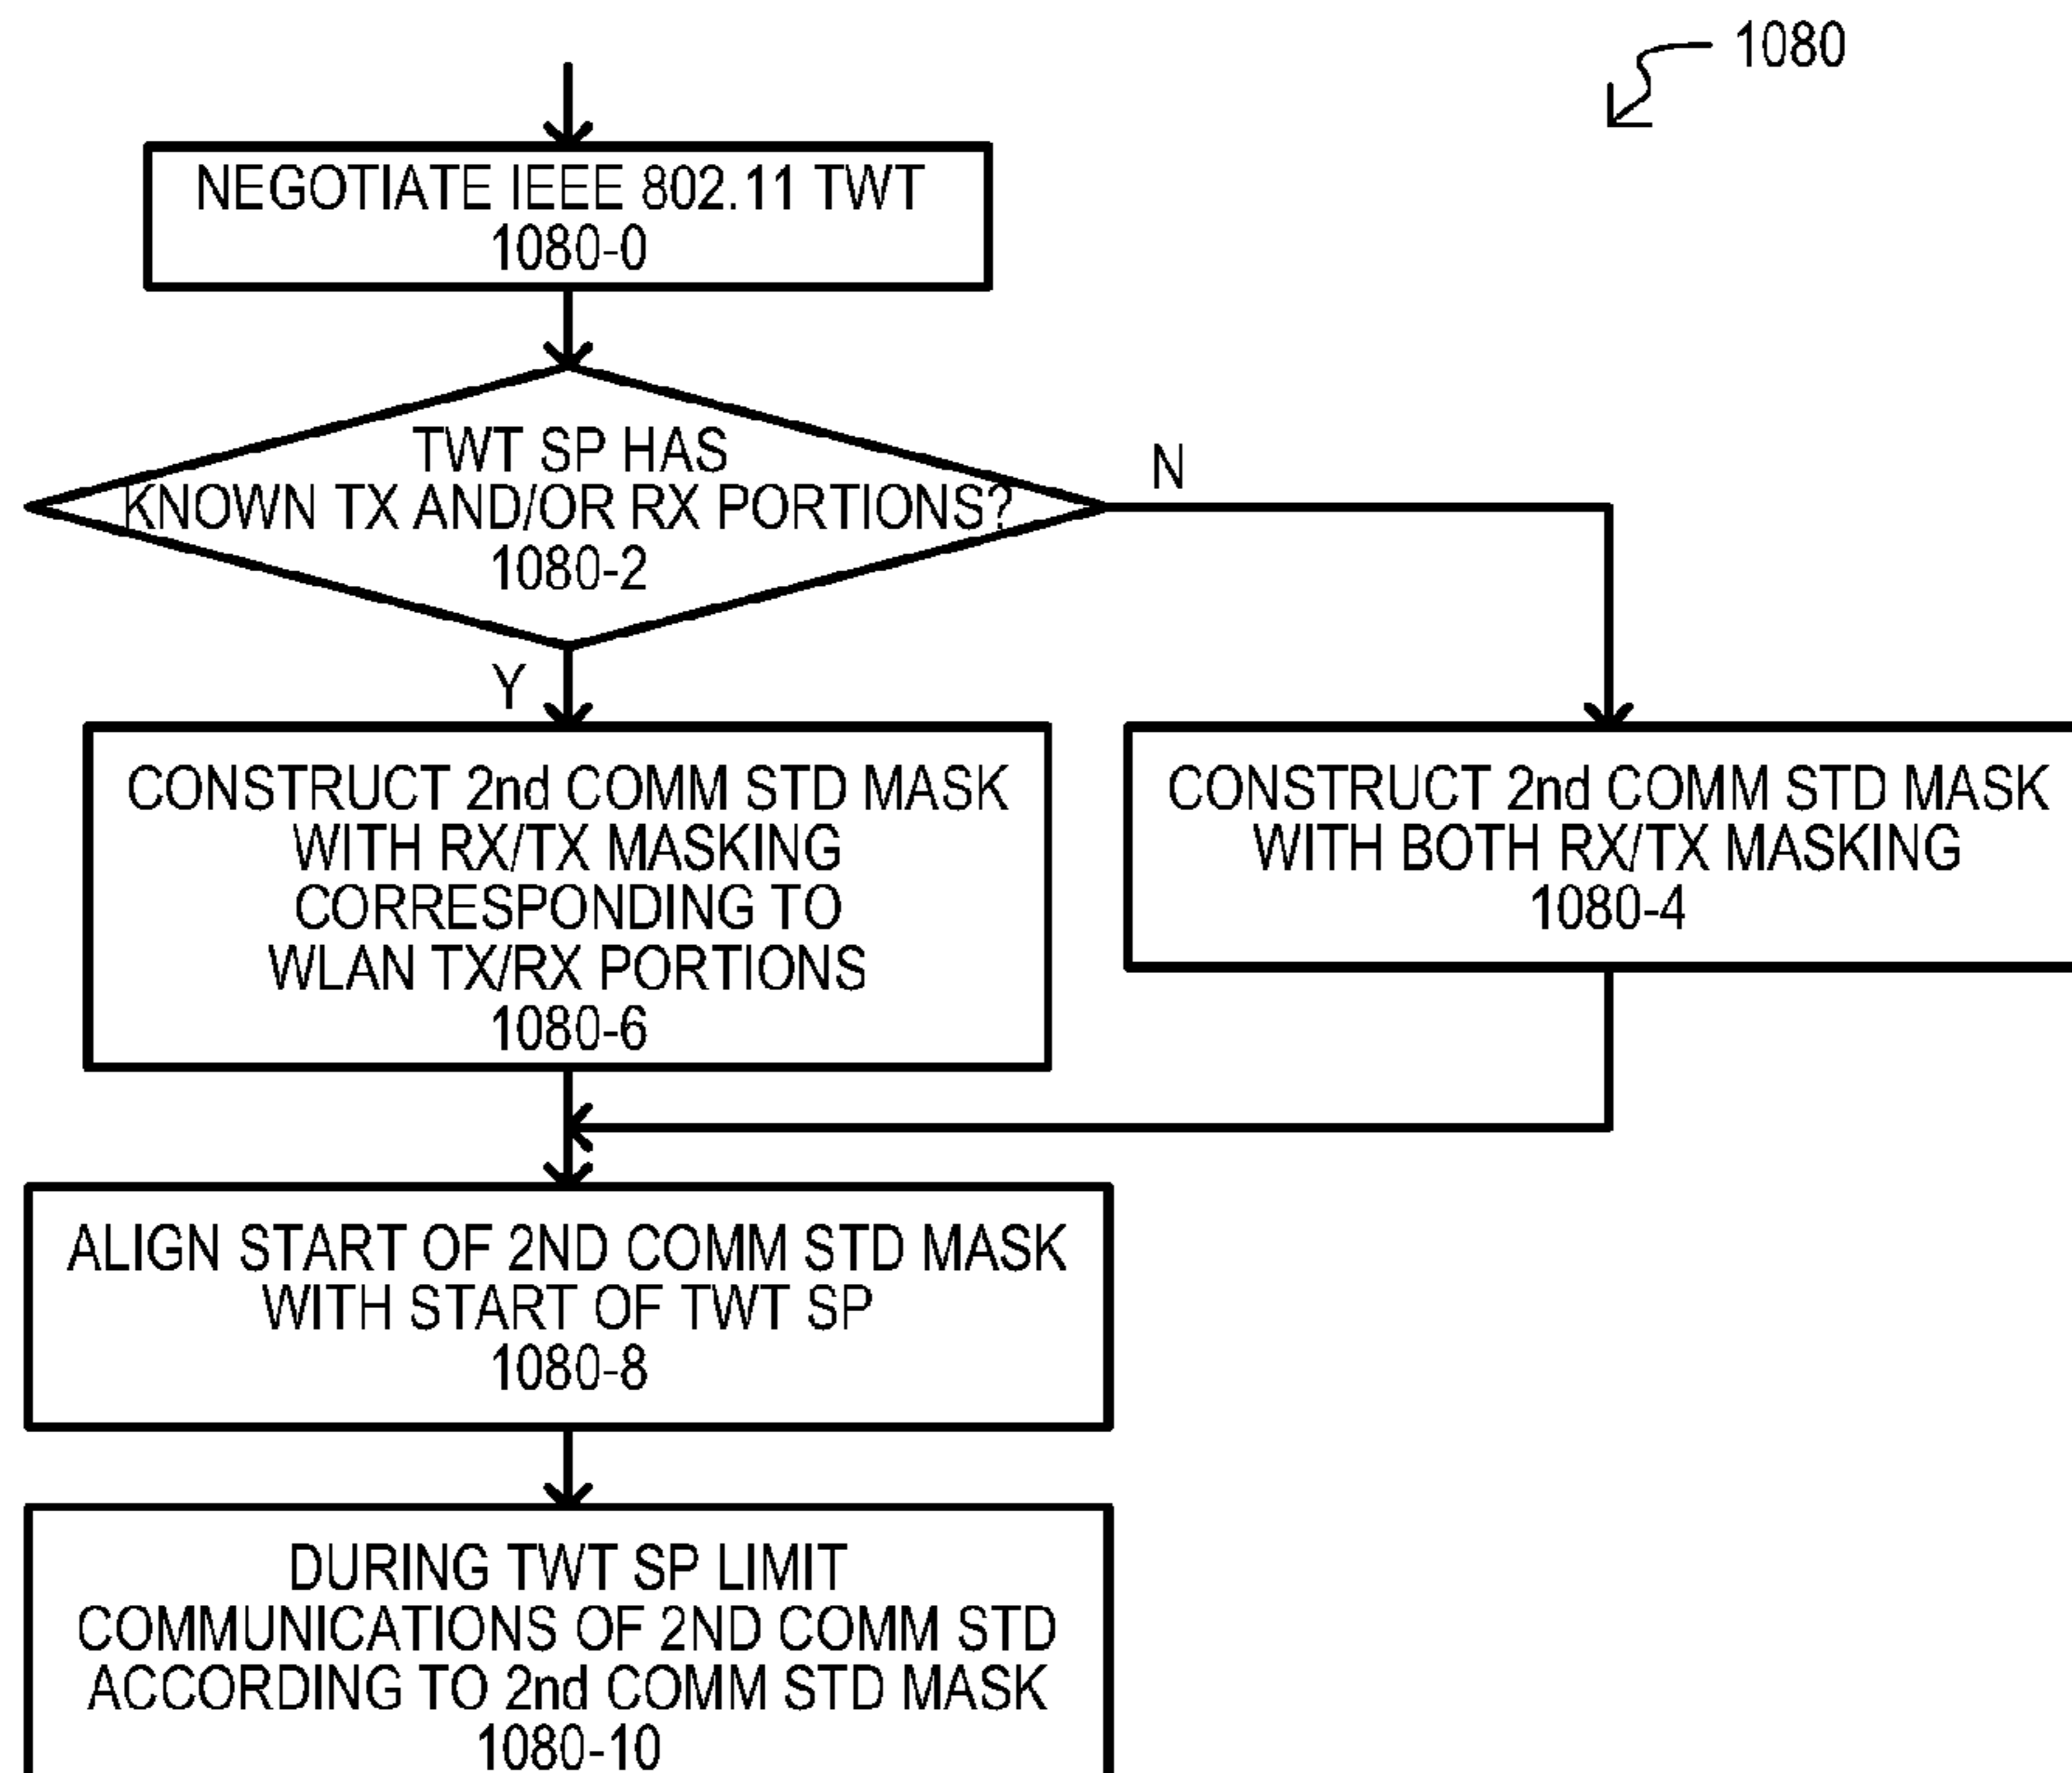 1080
NEGOTIATE IEEE 802.11 TWT
1080-0
TWT SP HAS
KNOWN TX AND/OR RX PORTIONS?
1080-2
N
Y
CONSTRUCT 2nd COMM STD MASK
WITH RX/TX MASKING
CORRESPONDING TO
WLAN TX/RX PORTIONS
1080-6
CONSTRUCT 2nd COMM STD MASK
WITH BOTH RX/TX MASKING
1080-4
ALIGN START OF 2ND COMM STD MASK
WITH START OF TWT SP
1080-8
DURING TWT SP LIMIT
COMMUNICATIONS OF 2ND COMM STD
ACCORDING TO 2nd COMM STD MASK
1080-10